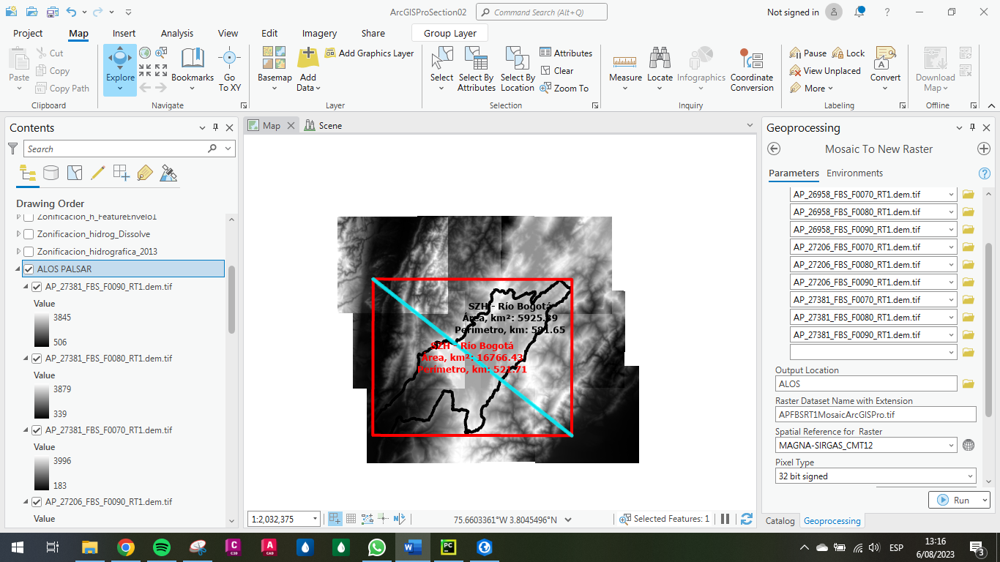 ArcGISProSection02
Command Search (Alt+Q)
Not signed in
?
Project
Map
Insert
Analysis
View
Edit
Imagery
Share
Group Layer
Paste
Cut
Copy
Copy Path
Clipboard
Explore
Bookmarks
Go
To XY
Navigate
Basemap
Add
Data
Add Graphics Layer
Layer
Select
Select By
Attributes
Select By
Location
Attributes
Clear
Zoom To
Selection
Measure
Locate
Infographics
Coordinate
Conversion
Inquiry
Pause
Lock
View Unplaced
More
Convert
Labeling
Download
Map
Offline
Contents
Search
Drawing Order
Zonificacion_h_FeatureEnvelo1
Zonificacion_hidrog_Dissolve
Zonificacion_hidrografica_2013
ALOS PALSAR
AP_27381_FBS_F0090_RT1.dem.tif
Value
3845
506
AP_27381_FBS_F0080_RT1.dem.tif
Value
3879
339
AP_27381_FBS_F0070_RT1.dem.tif
Value
3996
183
AP_27206_FBS_F0090_RT1.dem.tif
Value
Map
Scene
SZH - Río Bogotá
Área, km²: 5925.39
Perímetro, km: 581.65
SZH - Río Bogotá
Área, km²: 16766.43
Perímetro, km: 521.71
1:2,032,375
75.6603361°W 3.8045496°N
Selected Features: 1
Geoprocessing
Mosaic To New Raster
Parameters
Environments
?
AP_26958_FBS_F0070_RT1.dem.tif
AP_26958_FBS_F0080_RT1.dem.tif
AP_26958_FBS_F0090_RT1.dem.tif
AP_27206_FBS_F0070_RT1.dem.tif
AP_27206_FBS_F0080_RT1.dem.tif
AP_27206_FBS_F0090_RT1.dem.tif
AP_27381_FBS_F0070_RT1.dem.tif
AP_27381_FBS_F0080_RT1.dem.tif
AP_27381_FBS_F0090_RT1.dem.tif
Output Location
ALOS
Raster Dataset Name with Extension
APFBSRT1MosaicArcGISPro.tif
Spatial Reference for Raster
MAGNA-SIRGAS_CMT12
Pixel Type
32 bit signed
Run
Catalog
Geoprocessing
C
C3D
A
CAD
W
PC
ESP
13:16
6/08/2023
3